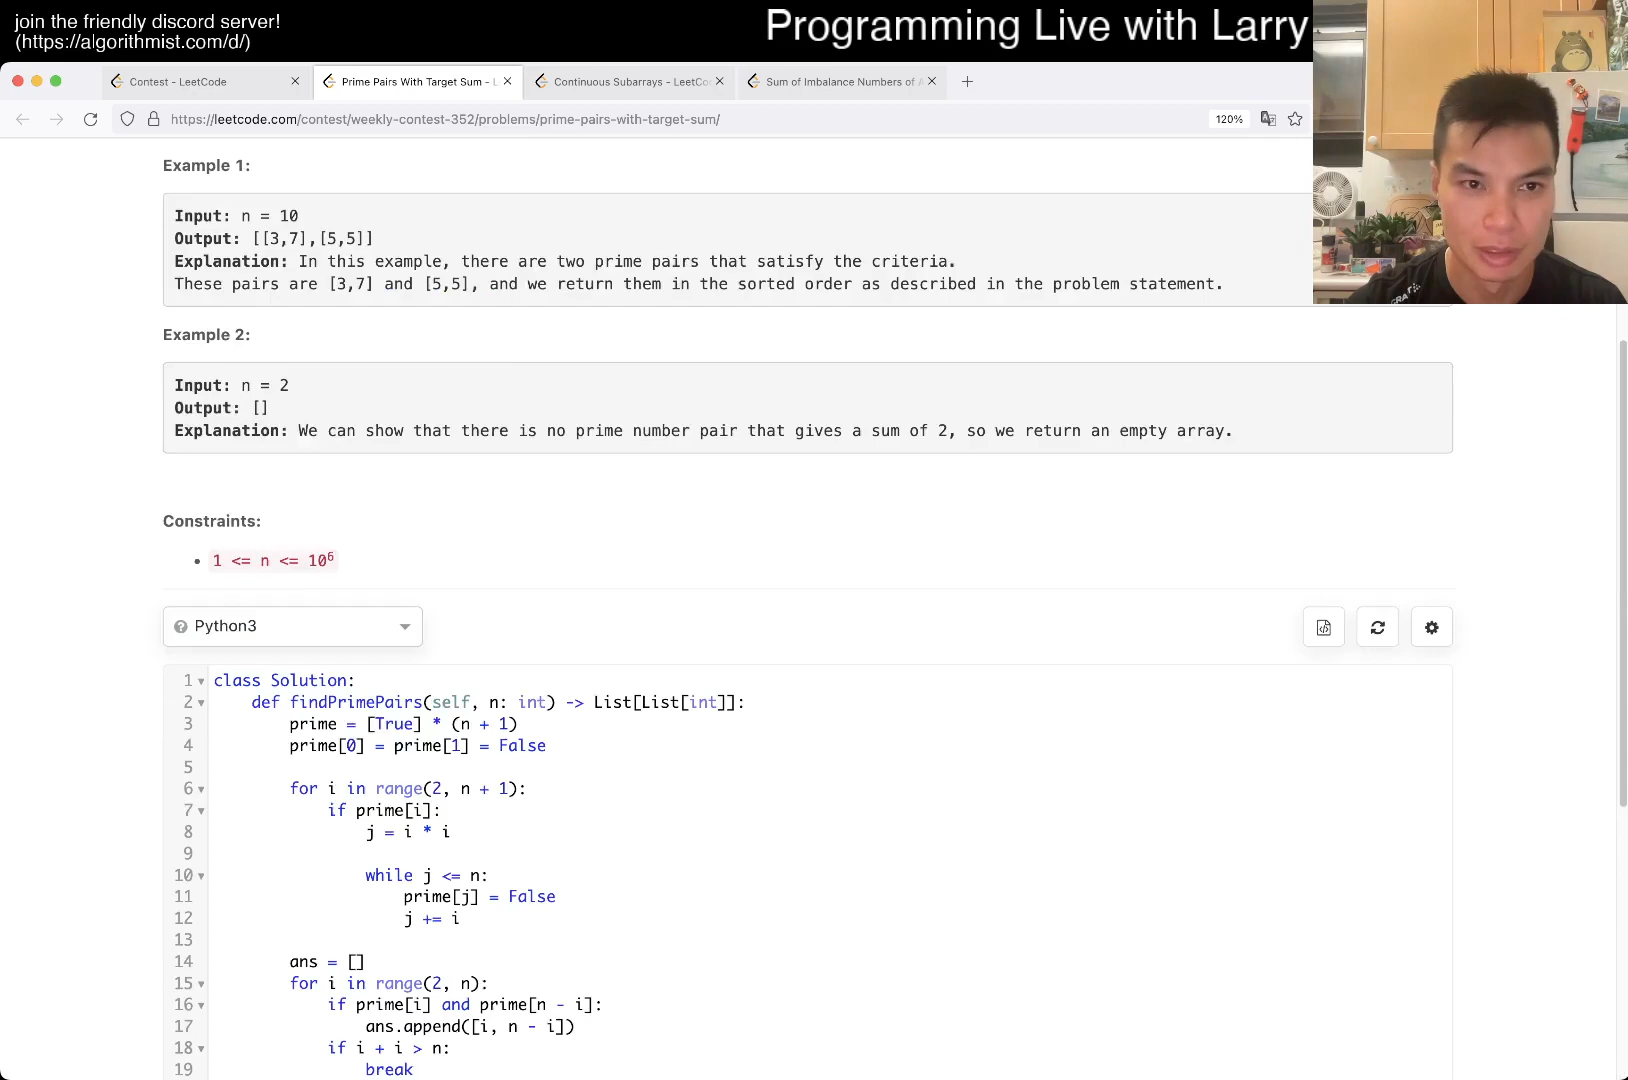 join the friendly discord server!
(https://algorithmist.com/d/)
Programming Live with Larry
Contest - LeetCode
Prime Pairs With Target Sum - L
Continuous Subarrays - LeetCo
Sum of Imbalance Numbers of A
https://leetcode.com/contest/weekly-contest-352/problems/prime-pairs-with-target-sum/
120%
Example 1:
Input: n = 10
Output: [[3,7],[5,5]]
Explanation: In this example, there are two prime pairs that satisfy the criteria.
These pairs are [3,7] and [5,5], and we return them in the sorted order as described in the problem statement.
Example 2:
Input: n = 2
Output: []
Explanation: We can show that there is no prime number pair that gives a sum of 2, so we return an empty array.
Constraints:
• 1 <= n <= 10⁶
Python3
1 class Solution:
2     def findPrimePairs(self, n: int) -> List[List[int]]:
3         prime = [True] * (n + 1)
4         prime[0] = prime[1] = False
5
6         for i in range(2, n + 1):
7             if prime[i]:
8                 j = i * i
9
10                 while j <= n:
11                     prime[j] = False
12                     j += i
13
14         ans = []
15         for i in range(2, n):
16             if prime[i] and prime[n - i]:
17                 ans.append([i, n - i])
18             if i + i > n:
19                 break